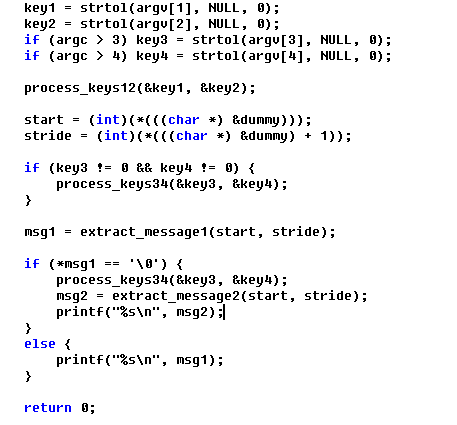 key1 = strtol(argv[1], NULL, 0);
key2 = strtol(argv[2], NULL, 0);
if (argc > 3) key3 = strtol(argv[3], NULL, 0);
if (argc > 4) key4 = strtol(argv[4], NULL, 0);

process_keys12(&key1, &key2);

start = (int)(*(((char *) &dummy)));
stride = (int)(*(((char *) &dummy) + 1));

if (key3 != 0 && key4 != 0) {
    process_keys34(&key3, &key4);
}

msg1 = extract_message1(start, stride);

if (*msg1 == '\0') {
    process_keys34(&key3, &key4);
    msg2 = extract_message2(start, stride);
    printf("%s\n", msg2);
}
else {
    printf("%s\n", msg1);
}

return 0;